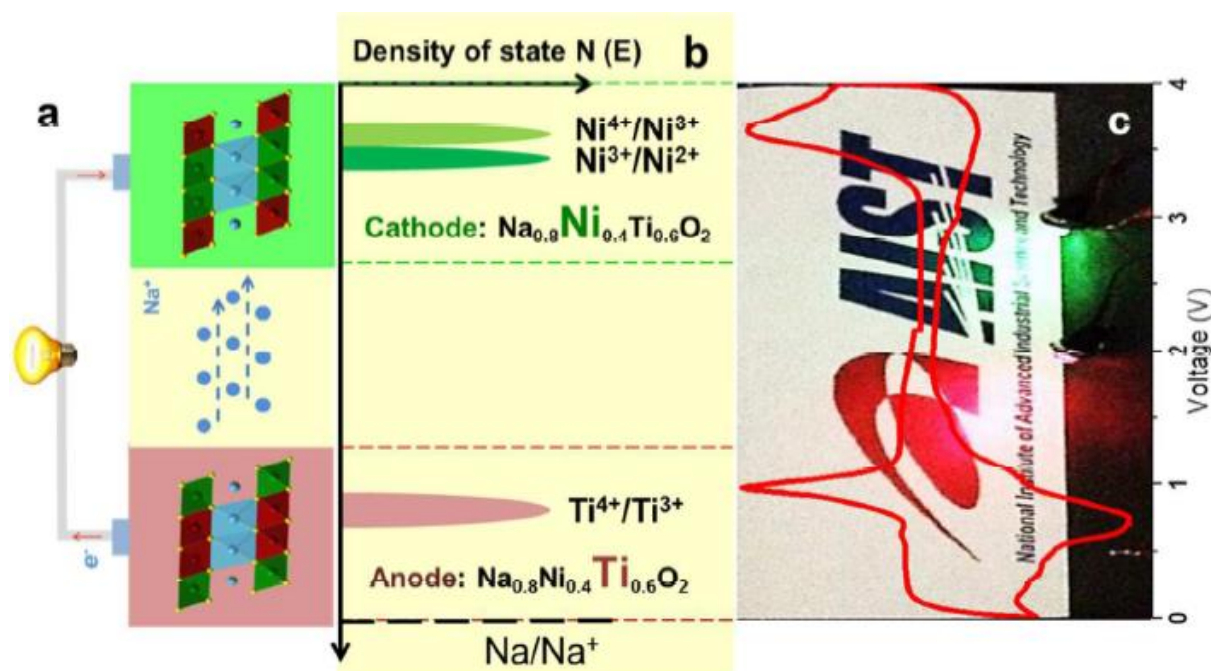 a
Na⁺
e⁻
Density of state N (E)
b
Ni⁴⁺/Ni³⁺
Ni³⁺/Ni²⁺
Cathode: Na₀.₈Ni₀.₄Ti₀.₆O₂
Ti⁴⁺/Ti³⁺
Anode: Na₀.₈Ni₀.₄Ti₀.₆O₂
Na/Na⁺
c
AIST
National Institute of Advanced Industrial Science and Technology
4
3
2
1
0
Voltage (V)